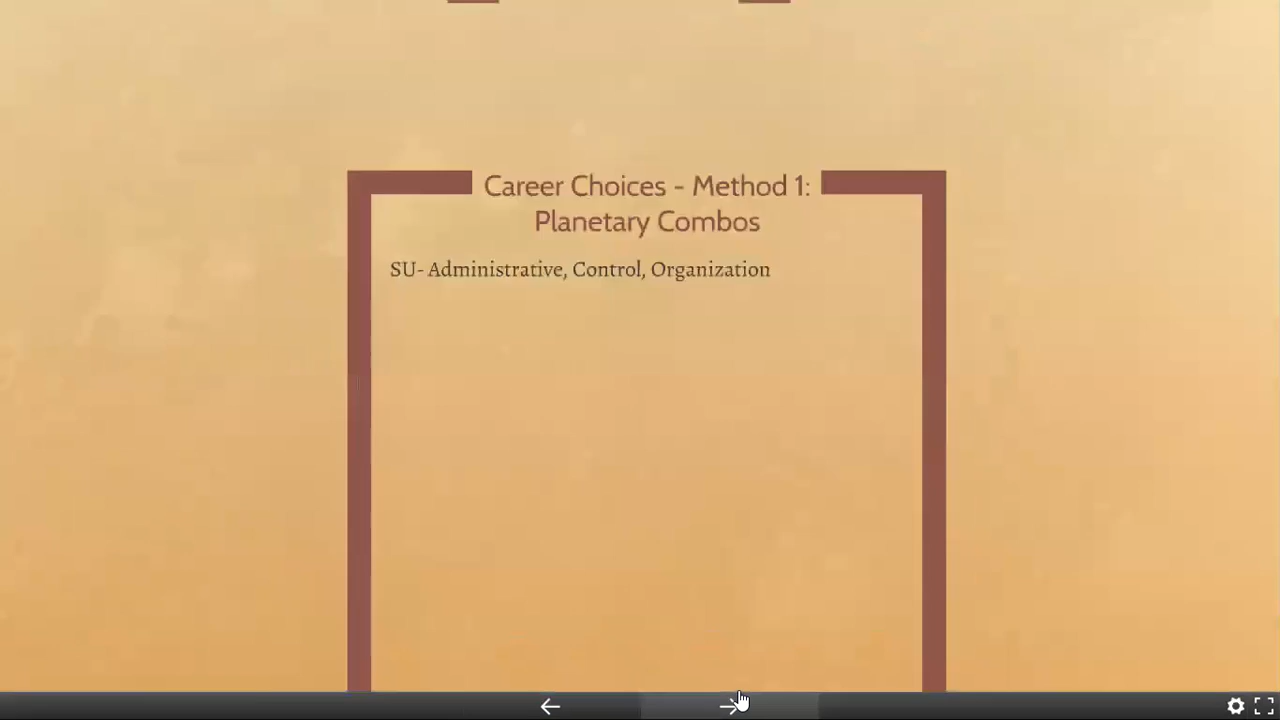 Career Choices - Method 1:
Planetary Combos
SU- Administrative, Control, Organization